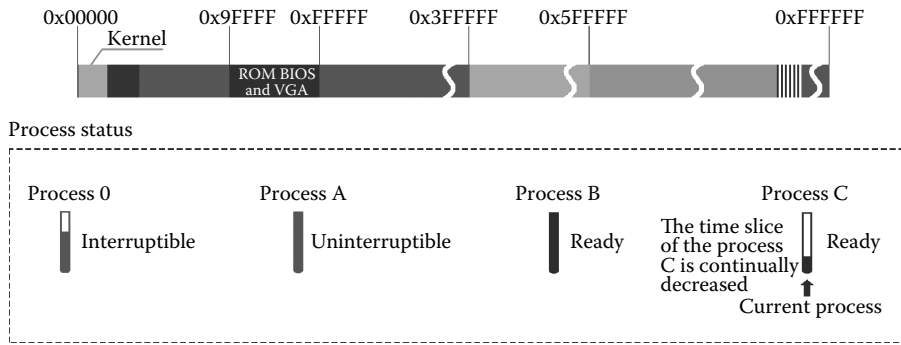 0x00000 0x9FFFF 0xFFFFF 0x3FFFFF 0x5FFFFF 0xFFFFFF
Kernel
ROM BIOS
and VGA
Process status
Process 0 Process A Process B Process C
Interruptible Uninterruptible Ready
The time slice
of the process
C is continually
decreased
Ready
Current process